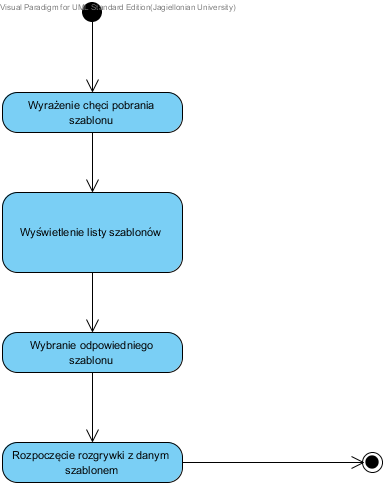 Visual Paradigm for UML Standard Edition(Jagiellonian University)
Wyrażenie chęci pobrania
szablonu
Wyświetlenie listy szablonów
Wybranie odpowiedniego
szablonu
Rozpoczęcie rozgrywki z danym
szablonem